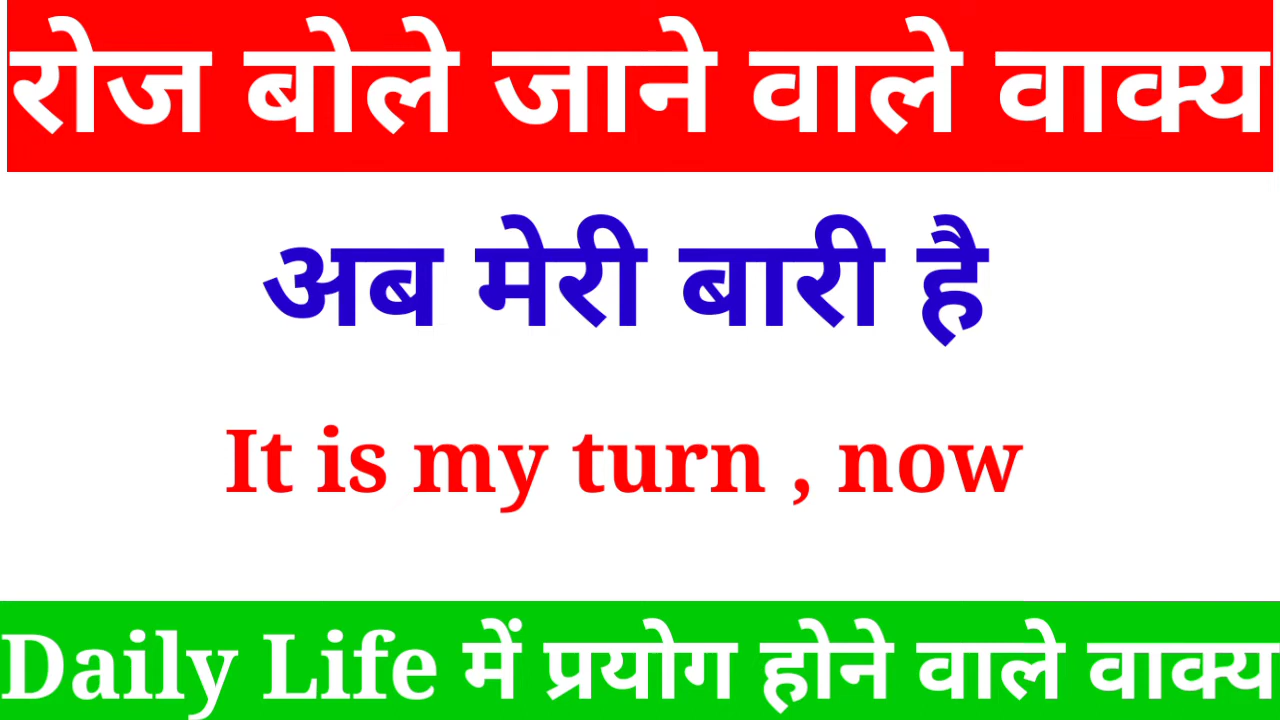 रोज बोले जाने वाले वाक्य
अब मेरी बारी है
It is my turn , now
Daily Life में प्रयोग होने वाले वाक्य